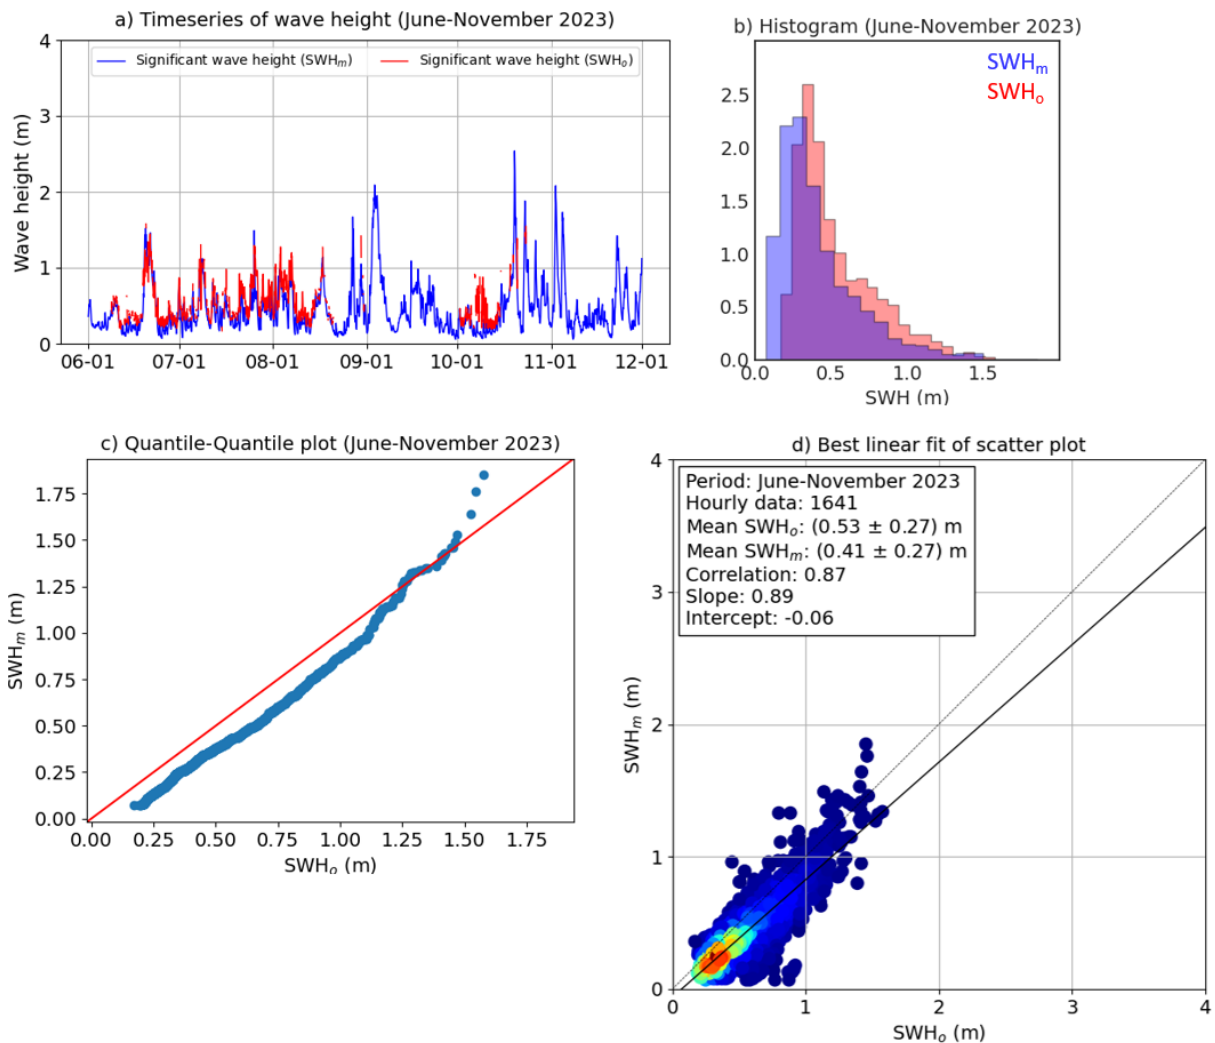 a) Timeseries of wave height (June-November 2023)
Significant wave height (SWHₘ)
Significant wave height (SWHₒ)
Wave height (m)
4
3
2
1
0
06-01 07-01 08-01 09-01 10-01 11-01 12-01
b) Histogram (June-November 2023)
SWHₘ
SWHₒ
2.5
2.0
1.5
1.0
0.5
0.0
0.0 0.5 1.0 1.5
SWH (m)
c) Quantile-Quantile plot (June-November 2023)
SWHₘ (m)
1.75
1.50
1.25
1.00
0.75
0.50
0.25
0.00
0.00 0.25 0.50 0.75 1.00 1.25 1.50 1.75
SWHₒ (m)
d) Best linear fit of scatter plot
Period: June-November 2023
Hourly data: 1641
Mean SWHₒ: (0.53 ± 0.27) m
Mean SWHₘ: (0.41 ± 0.27) m
Correlation: 0.87
Slope: 0.89
Intercept: -0.06
SWHₘ (m)
4
3
2
1
0
0 1 2 3 4
SWHₒ (m)